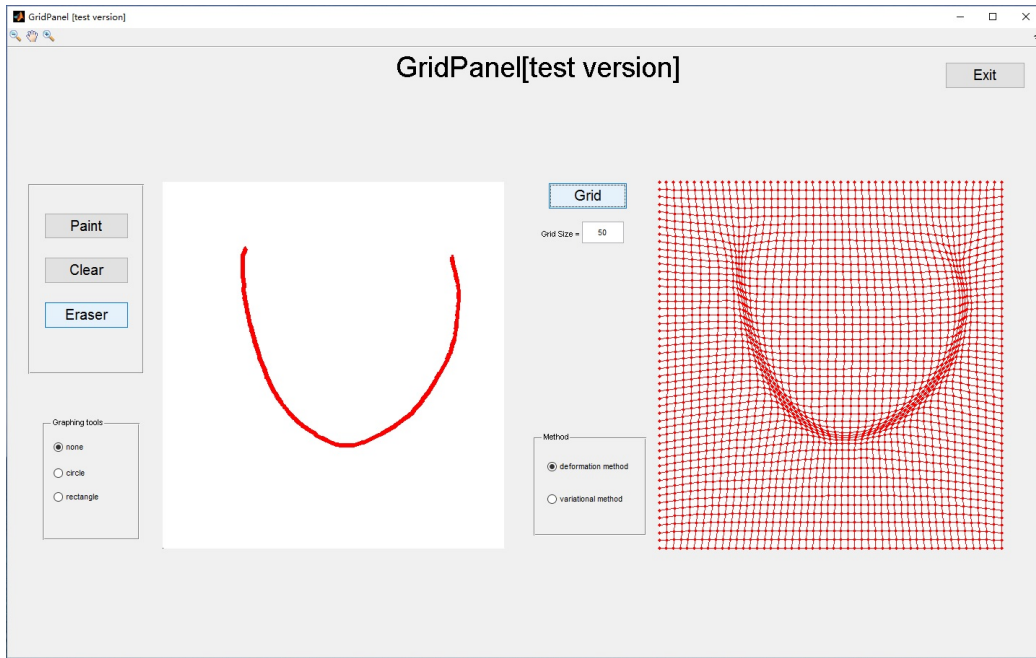 GridPanel [test version]
GridPanel[test version]
Exit
Paint
Clear
Eraser
Graphing tools
none
circle
rectangle
Grid
Grid Size = 50
Method
deformation method
variational method